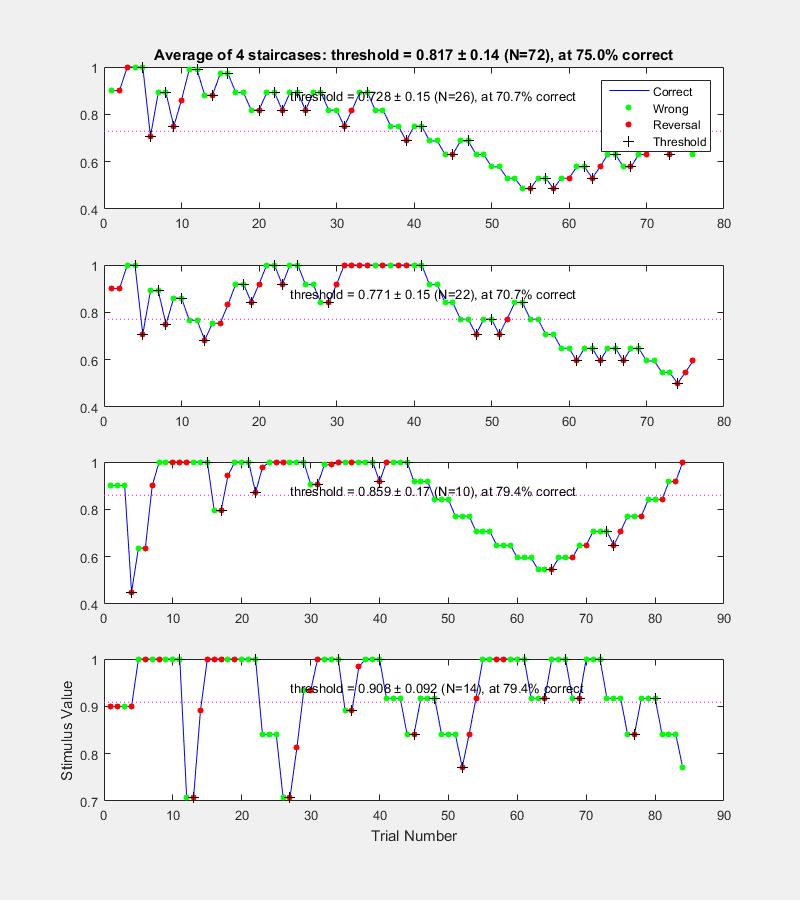 Average of 4 staircases: threshold = 0.817 ± 0.14 (N=72), at 75.0% correct
1
0.8
0.6
0.4
threshold = 0.728 ± 0.15 (N=26), at 70.7% correct
Correct
Wrong
Reversal
Threshold
0 10 20 30 40 50 60 70 80
1
0.8
0.6
0.4
threshold = 0.771 ± 0.15 (N=22), at 70.7% correct
0 10 20 30 40 50 60 70 80
1
0.8
0.6
0.4
threshold = 0.859 ± 0.17 (N=10), at 79.4% correct
0 10 20 30 40 50 60 70 80 90
Stimulus Value
1
0.9
0.8
0.7
threshold = 0.908 ± 0.092 (N=14), at 79.4% correct
0 10 20 30 40 50 60 70 80 90
Trial Number